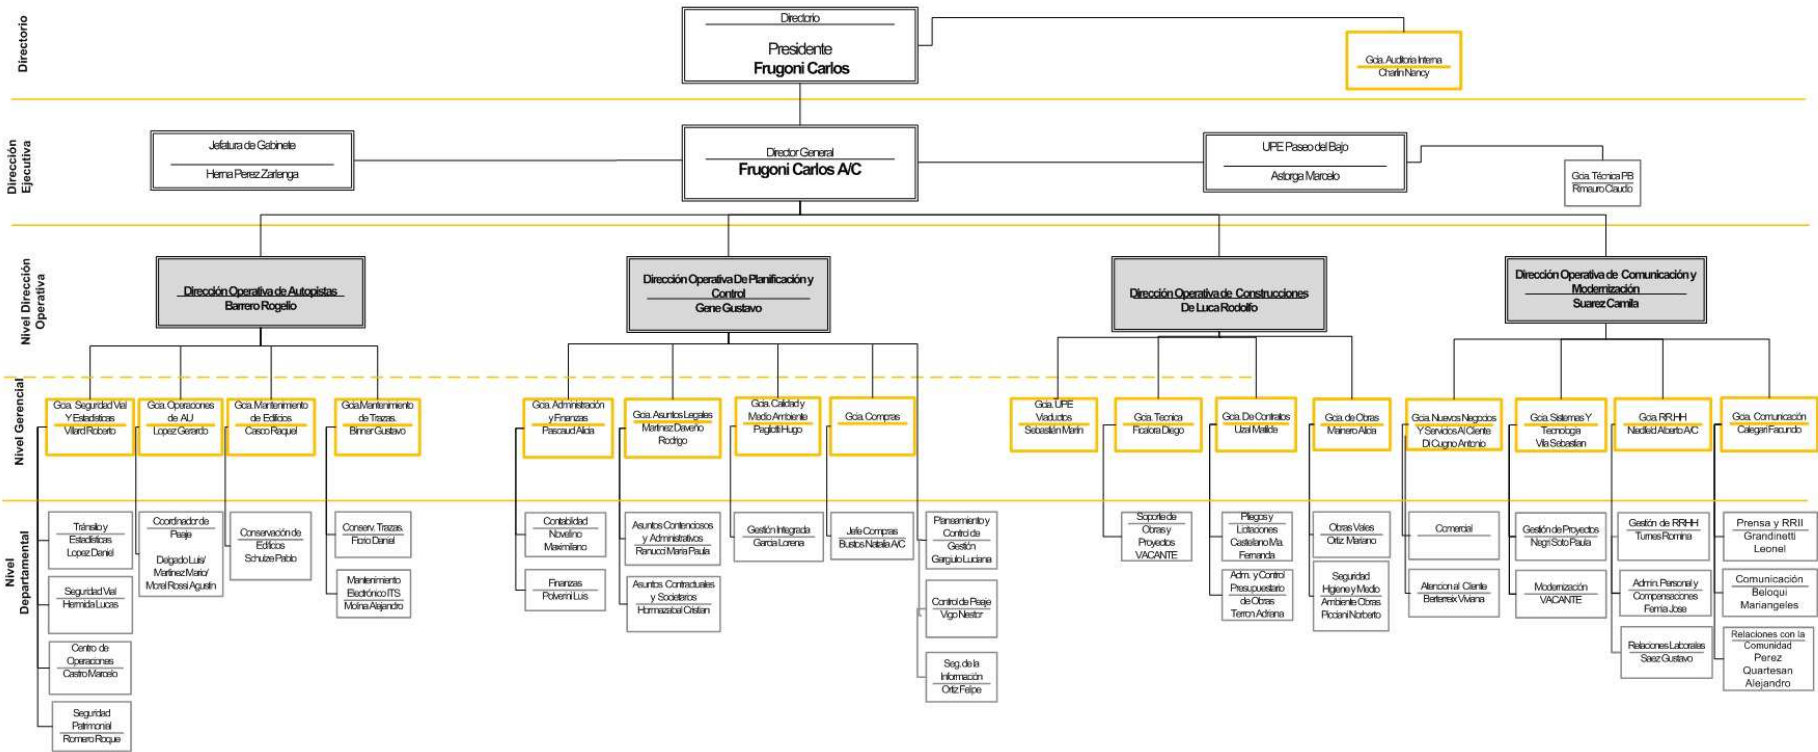 Directorio
Directorio
Presidente
Frugoni Carlos
Gcia. Auditoria Interna
Charlin Nancy
Dirección
Ejecutiva
Jefatura de Gabinete
Herna Perez Zarlenga
Director General
Frugoni Carlos A/C
UPE Paseo del Bajo
Astorga Marcelo
Gcia. Técnica PB
Rimauro Claudio
Nivel Dirección
Operativa
Dirección Operativa de Autopistas
Barrero Rogelio
Dirección Operativa De Planificación y
Control
Gene Gustavo
Dirección Operativa de Construcciones
De Luca Rodolfo
Dirección Operativa de Comunicación y
Modernización
Suarez Camila
Nivel Gerencial
Gcia. Seguridad Vial
Y Estadísticas
Vilard Roberto
Gcia. Operaciones
de AU
Lopez Gerardo
Gcia. Mantenimiento
de Edificios
Casco Raquel
Gcia.Mantenimiento
de Trazas.
Binner Gustavo
Gcia. Administración
y Finanzas
Pascaud Alicia
Gcia. Asuntos Legales
Martinez Daveño
Rodrigo
Gcia. Calidad y
Medio Ambiente
Pagliotti Hugo
Gcia. Compras
Gcia. UPE
Viaductos
Sebastián Marin
Gcia. Tecnica
Ficalora Diego
Gcia. De Contratos
Uzal Matilde
Gcia. de Obras
Mainero Alicia
Gcia. Nuevos Negocios
Y Servicios Al Cliente
Di Cugno Antonio
Gcia. Sistemas Y
Tecnología
Vila Sebastian
Gcia RR.HH
Niedfeld Alberto A/C
Gcia. Comunicación
Calegari Facundo
Nivel
Departamental
Tránsito y
Estadísticas
Lopez Daniel
Seguridad Vial
Hermida Lucas
Centro de
Operaciones
Castro Marcelo
Seguridad
Patrimonial
Romero Roque
Coordinador de
Peaje
Delgado Luis/
Martinez Mario/
Morel Rossi Agustin
Conservación de
Edificios
Schulze Pablo
Conserv. Trazas.
Florio Daniel
Mantenimiento
Electrónico ITS
Molina Alejandro
Contabilidad
Novelino
Maximiliano
Finanzas
Polverini Luis
Asuntos Contenciosos
y Administrativos
Ranucci Maria Paula
Asuntos Contractuales
y Societarios
Hormazabal Cristian
Gestión Integrada
Garcia Lorena
Jefe Compras
Bustos Natalia A/C
Planeamiento y
Control de
Gestión
Gargiulo Luciana
Control de Peaje
Vigo Nestor
Seg. de la
Información
Ortiz Felipe
Soporte de
Obras y
Proyectos
VACANTE
Pliegos y
Licitaciones
Castellano Ma.
Fernanda
Adm. y Control
Presupuestario
de Obras
Terron Adriana
Obras Viales
Ortiz Mariano
Seguridad
Higiene y Medio
Ambiente Obras
Picciani Norberto
Comercial
Atencion al Cliente
Berterreix Viviana
Gestión de Proyectos
Negri Soto Paula
Modernización
VACANTE
Gestión de RRHH
Turnes Romina
Admin. Personal y
Compensaciones
Ferriia Jose
Relaciones Laborales
Saez Gustavo
Prensa y RRII
Grandinetti
Leonel
Comunicación
Beloqui
Mariangeles
Relaciones con la
Comunidad
Perez
Quartesan
Alejandro